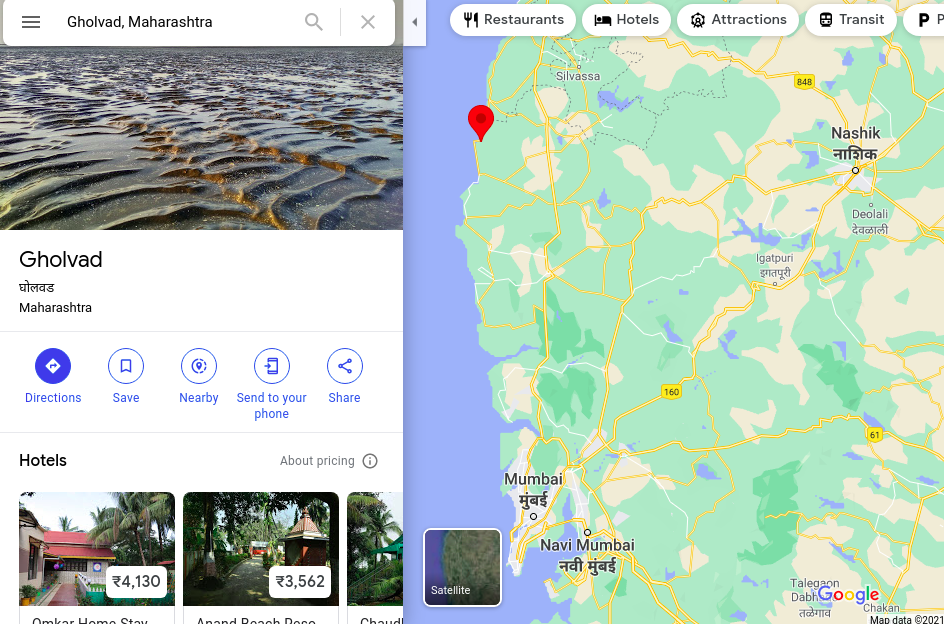 Gholvad, Maharashtra
Restaurants
Hotels
Attractions
Transit
P
Gholvad
घोलवड
Maharashtra
Directions
Save
Nearby
Send to your
phone
Share
Hotels
About pricing
₹4,130
₹3,562
Omkar Home Stay
Anand Beach Reso
Chaud
Silvassa
848
Nashik
नाशिक
Deolali
देवळाली
Igatpuri
इगतपूरी
160
61
Mumbai
मुंबई
Navi Mumbai
नवी मुंबई
Satellite
Talegaon
Dabh
तळेगाव
Google
Chakan
Map data ©2021